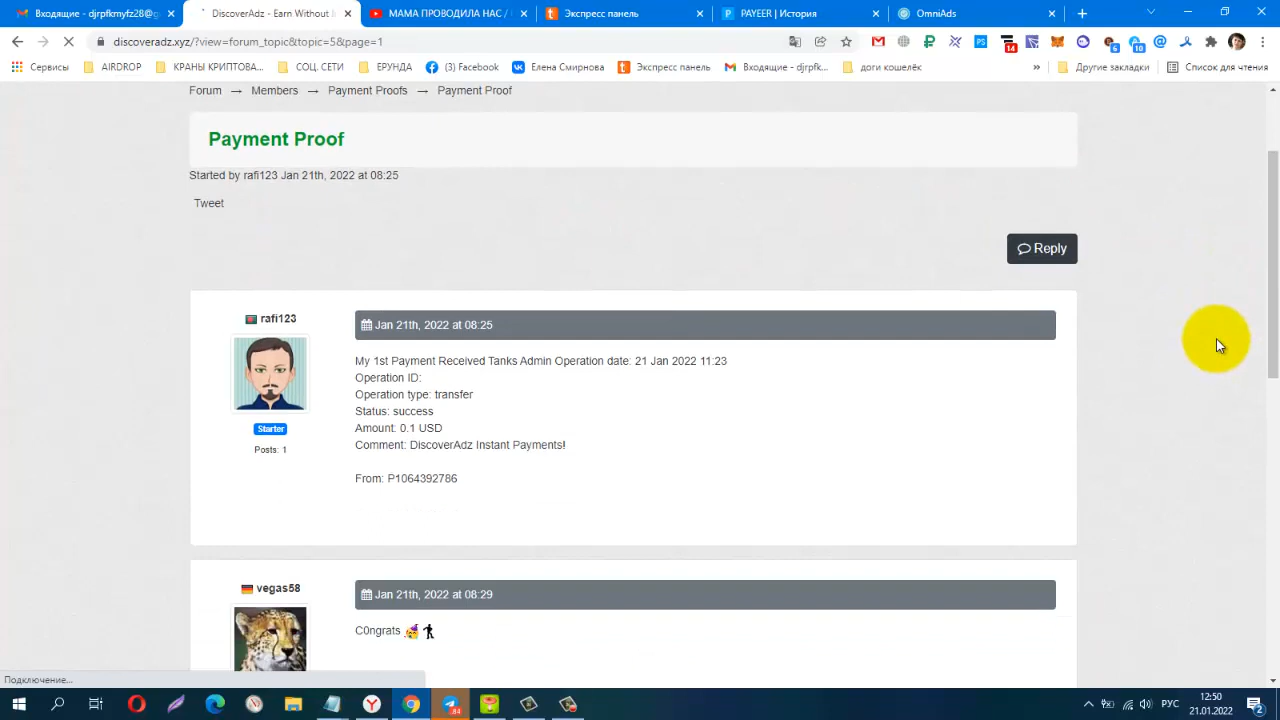 Входящие - djrpfkmyfz28@g
DiscoverAdz - Earn Without I
МАМА ПРОВОДИЛА НАС /
Экспресс панель
PAYEER | История
OmniAds
discoveradz.xyz/?view=forum_topic&topic=5&page=1
14
6
10
Сервисы
AIRDROP
КРАНЫ КРИПТОВА...
СОЦ. СЕТИ
ЕРУНДА
(3) Facebook
Елена Смирнова
Экспресс панель
Входящие - djrpfk...
доги кошелёк
»
Другие закладки
Список для чтения
Forum → Members → Payment Proofs → Payment Proof
Payment Proof
Started by rafi123 Jan 21th, 2022 at 08:25
Tweet
Reply
rafi123
Starter
Posts: 1
Jan 21th, 2022 at 08:25
My 1st Payment Received Tanks Admin Operation date: 21 Jan 2022 11:23
Operation ID:
Operation type: transfer
Status: success
Amount: 0.1 USD
Comment: DiscoverAdz Instant Payments!
From: P1064392786
vegas58
Jan 21th, 2022 at 08:29
C0ngrats
Подключение...
84
РУС
12:50
21.01.2022
2